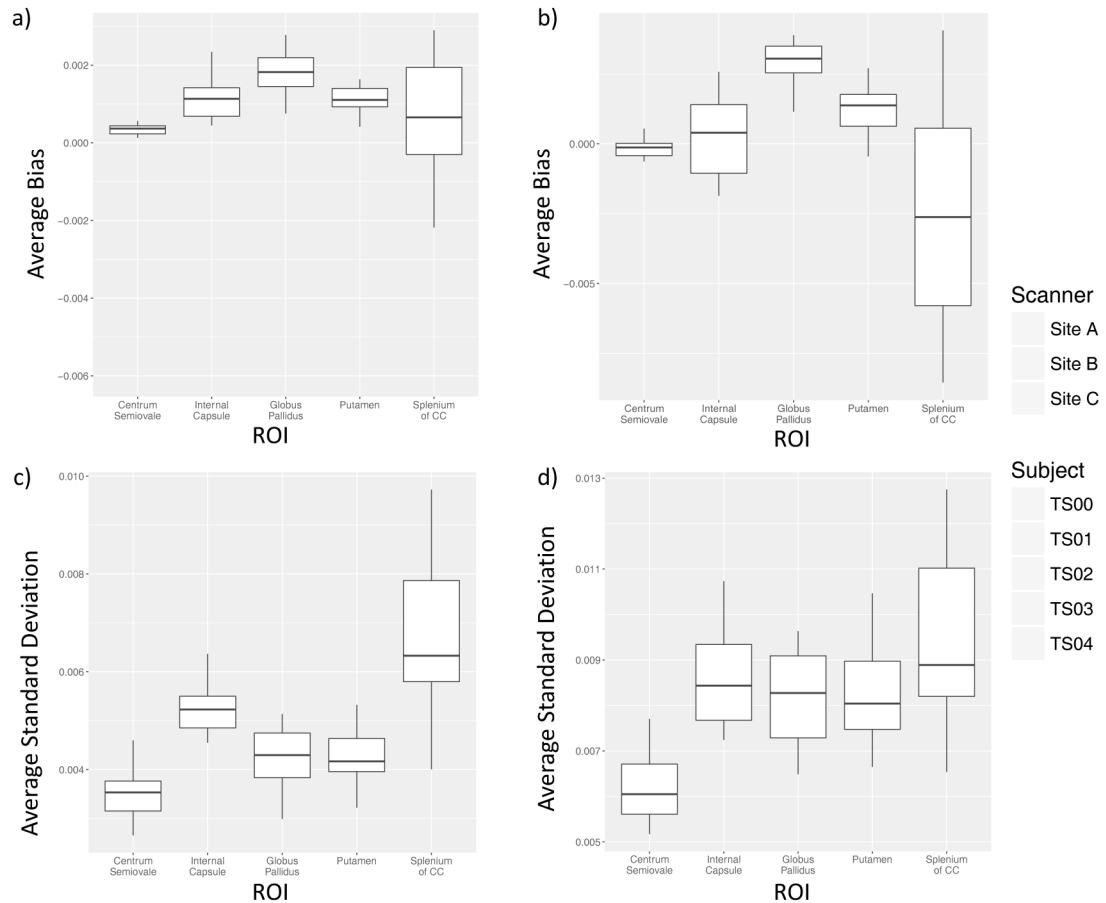 a)
0.002
0.000
−0.002
−0.004
−0.006
Average Bias
Centrum Semiovale
Internal Capsule
Globus Pallidus
Putamen
Splenium of CC
ROI
b)
0.000
−0.005
Average Bias
Centrum Semiovale
Internal Capsule
Globus Pallidus
Putamen
Splenium of CC
ROI
Scanner
Site A
Site B
Site C
c)
0.010
0.008
0.006
0.004
Average Standard Deviation
Centrum Semiovale
Internal Capsule
Globus Pallidus
Putamen
Splenium of CC
ROI
d)
0.013
0.011
0.009
0.007
0.005
Average Standard Deviation
Centrum Semiovale
Internal Capsule
Globus Pallidus
Putamen
Splenium of CC
ROI
Subject
TS00
TS01
TS02
TS03
TS04